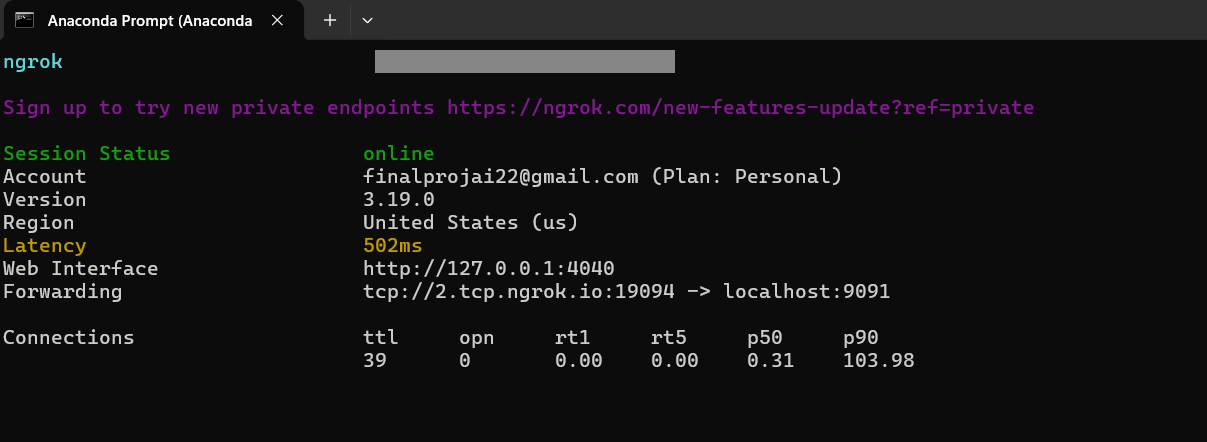 Anaconda Prompt (Anaconda
ngrok
Sign up to try new private endpoints https://ngrok.com/new-features-update?ref=private
Session Status online
Account finalprojai22@gmail.com (Plan: Personal)
Version 3.19.0
Region United States (us)
Latency 502ms
Web Interface http://127.0.0.1:4040
Forwarding tcp://2.tcp.ngrok.io:19094 -> localhost:9091
Connections ttl opn rt1 rt5 p50 p90
39 0 0.00 0.00 0.31 103.98